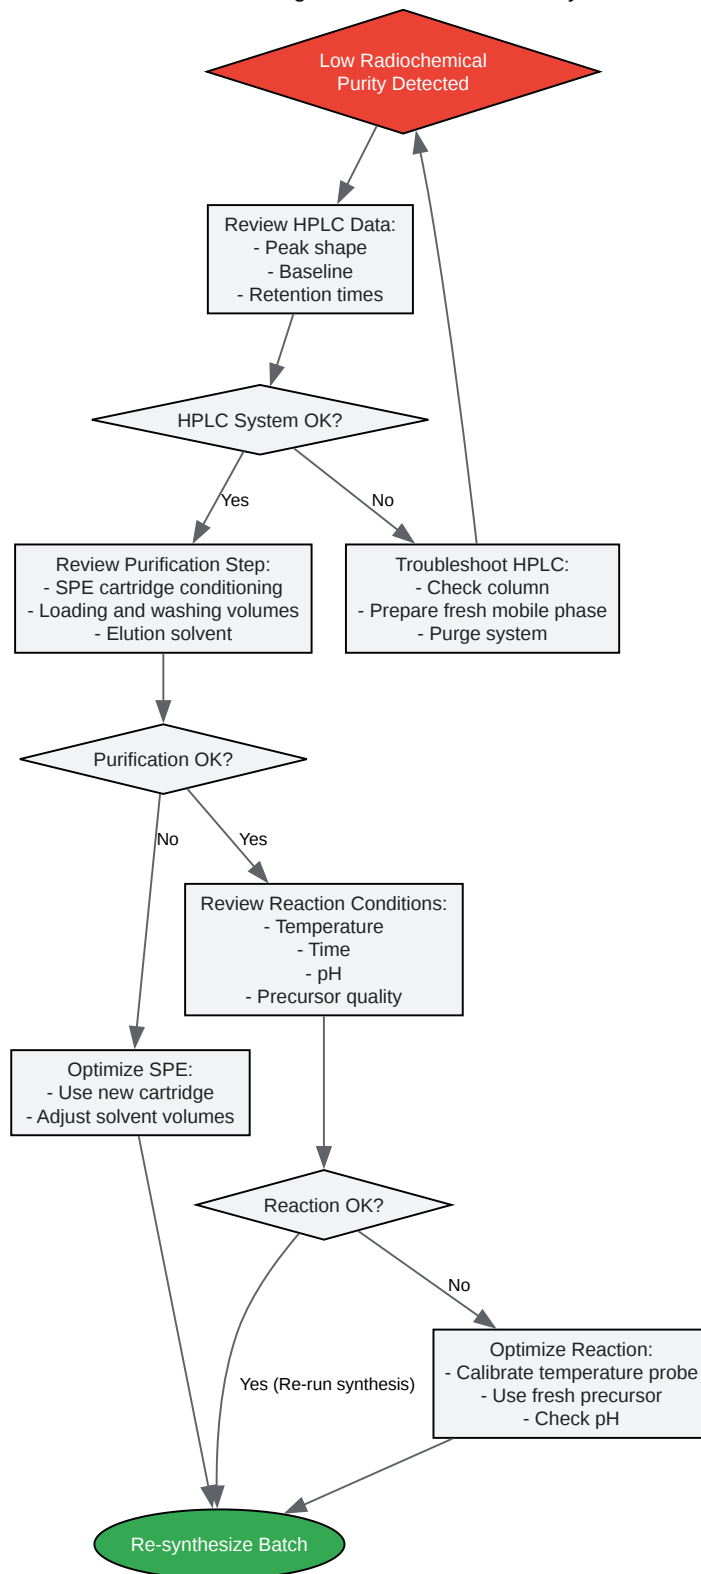 Low Radiochemical
Purity Detected
Review HPLC Data:
- Peak shape
- Baseline
- Retention times
HPLC System OK?
Yes
No
Review Purification Step:
- SPE cartridge conditioning
- Loading and washing volumes
- Elution solvent
Troubleshoot HPLC:
- Check column
- Prepare fresh mobile phase
- Purge system
Purification OK?
No
Yes
Review Reaction Conditions:
- Temperature
- Time
- pH
- Precursor quality
Optimize SPE:
- Use new cartridge
- Adjust solvent volumes
Reaction OK?
No
Yes (Re-run synthesis)
Optimize Reaction:
- Calibrate temperature probe
- Use fresh precursor
- Check pH
Re-synthesize Batch